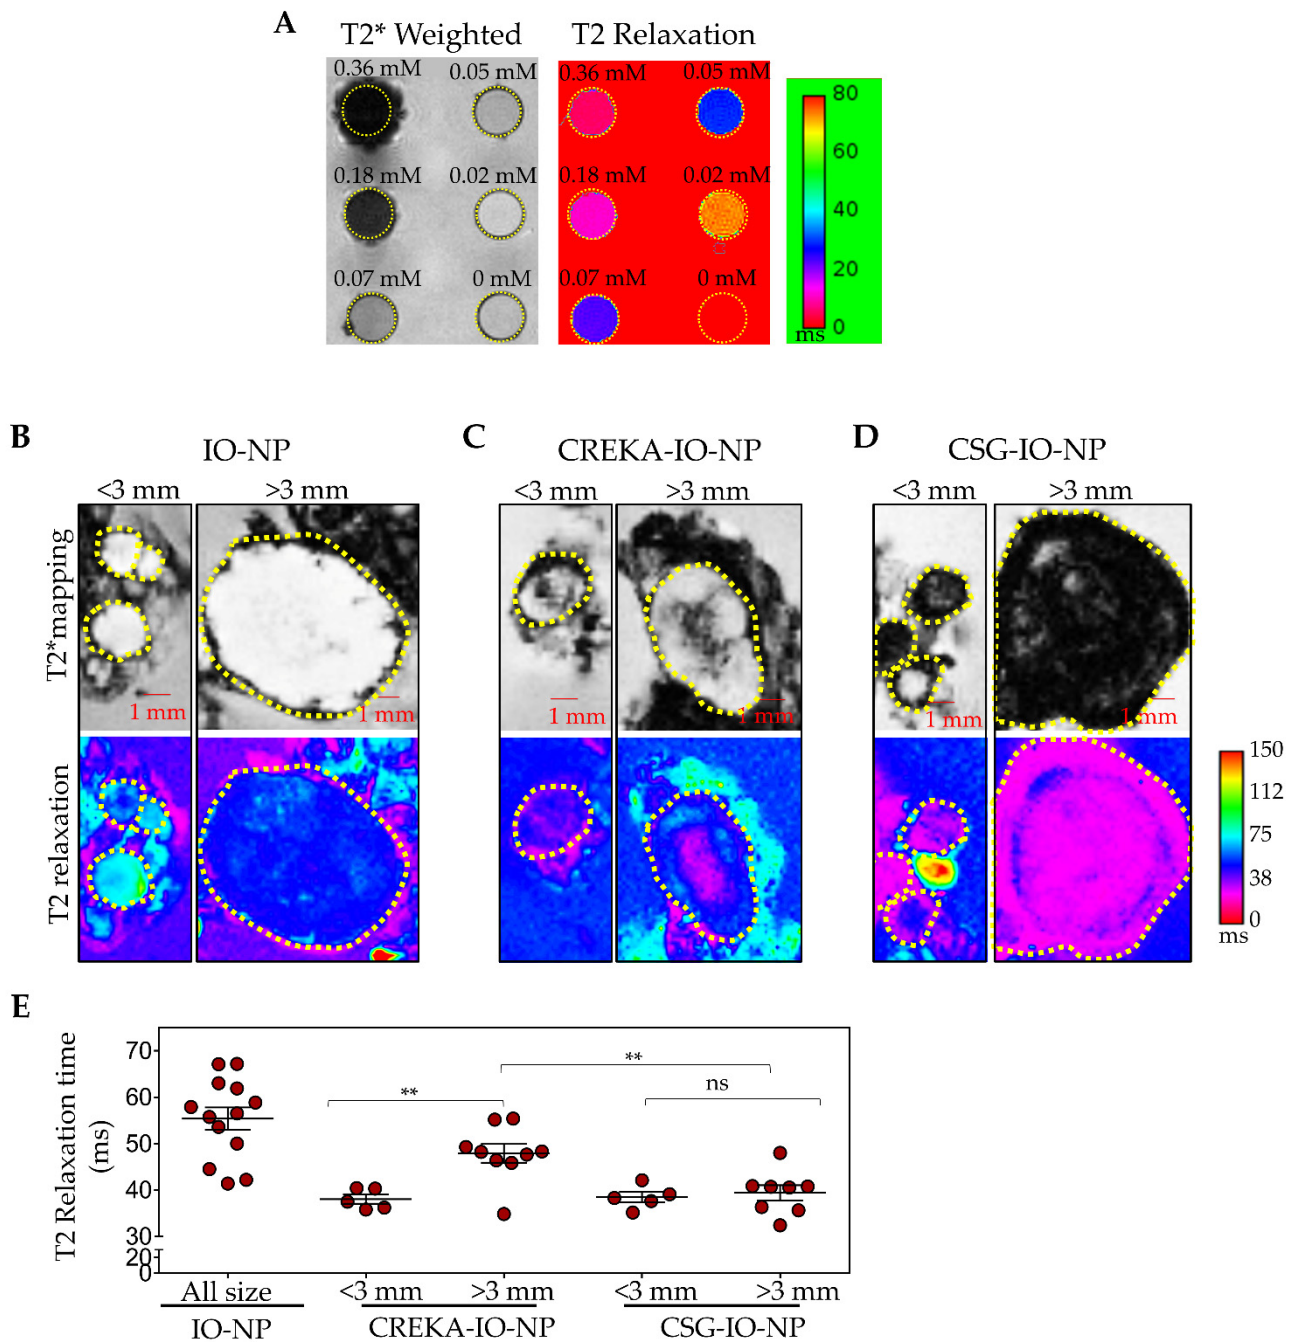 A
T2* Weighted
T2 Relaxation
0.36 mM
0.05 mM
0.36 mM
0.05 mM
0.18 mM
0.02 mM
0.18 mM
0.02 mM
0.07 mM
0 mM
0.07 mM
0 mM
80
60
40
20
0
ms
B
IO-NP
<3 mm
>3 mm
C
CREKA-IO-NP
<3 mm
>3 mm
D
CSG-IO-NP
<3 mm
>3 mm
T2*mapping
1 mm
1 mm
1 mm
1 mm
1 mm
1 mm
T2 relaxation
150
112
75
38
0
ms
E
T2 Relaxation time
(ms)
70
60
50
40
30
20
0
**
**
ns
All size
<3 mm
>3 mm
<3 mm
>3 mm
IO-NP
CREKA-IO-NP
CSG-IO-NP